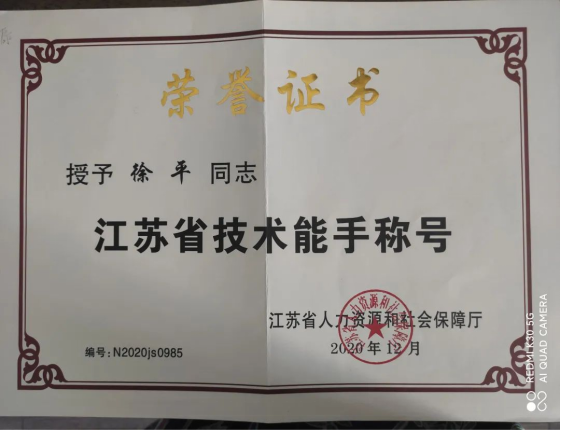 荣誉证书
授予 徐平 同志
江苏省技术能手称号
江苏省人力资源和社会保障厅
2020年12月
编号:N2020js0985
REDMI K30 5G
AI QUAD CAMERA